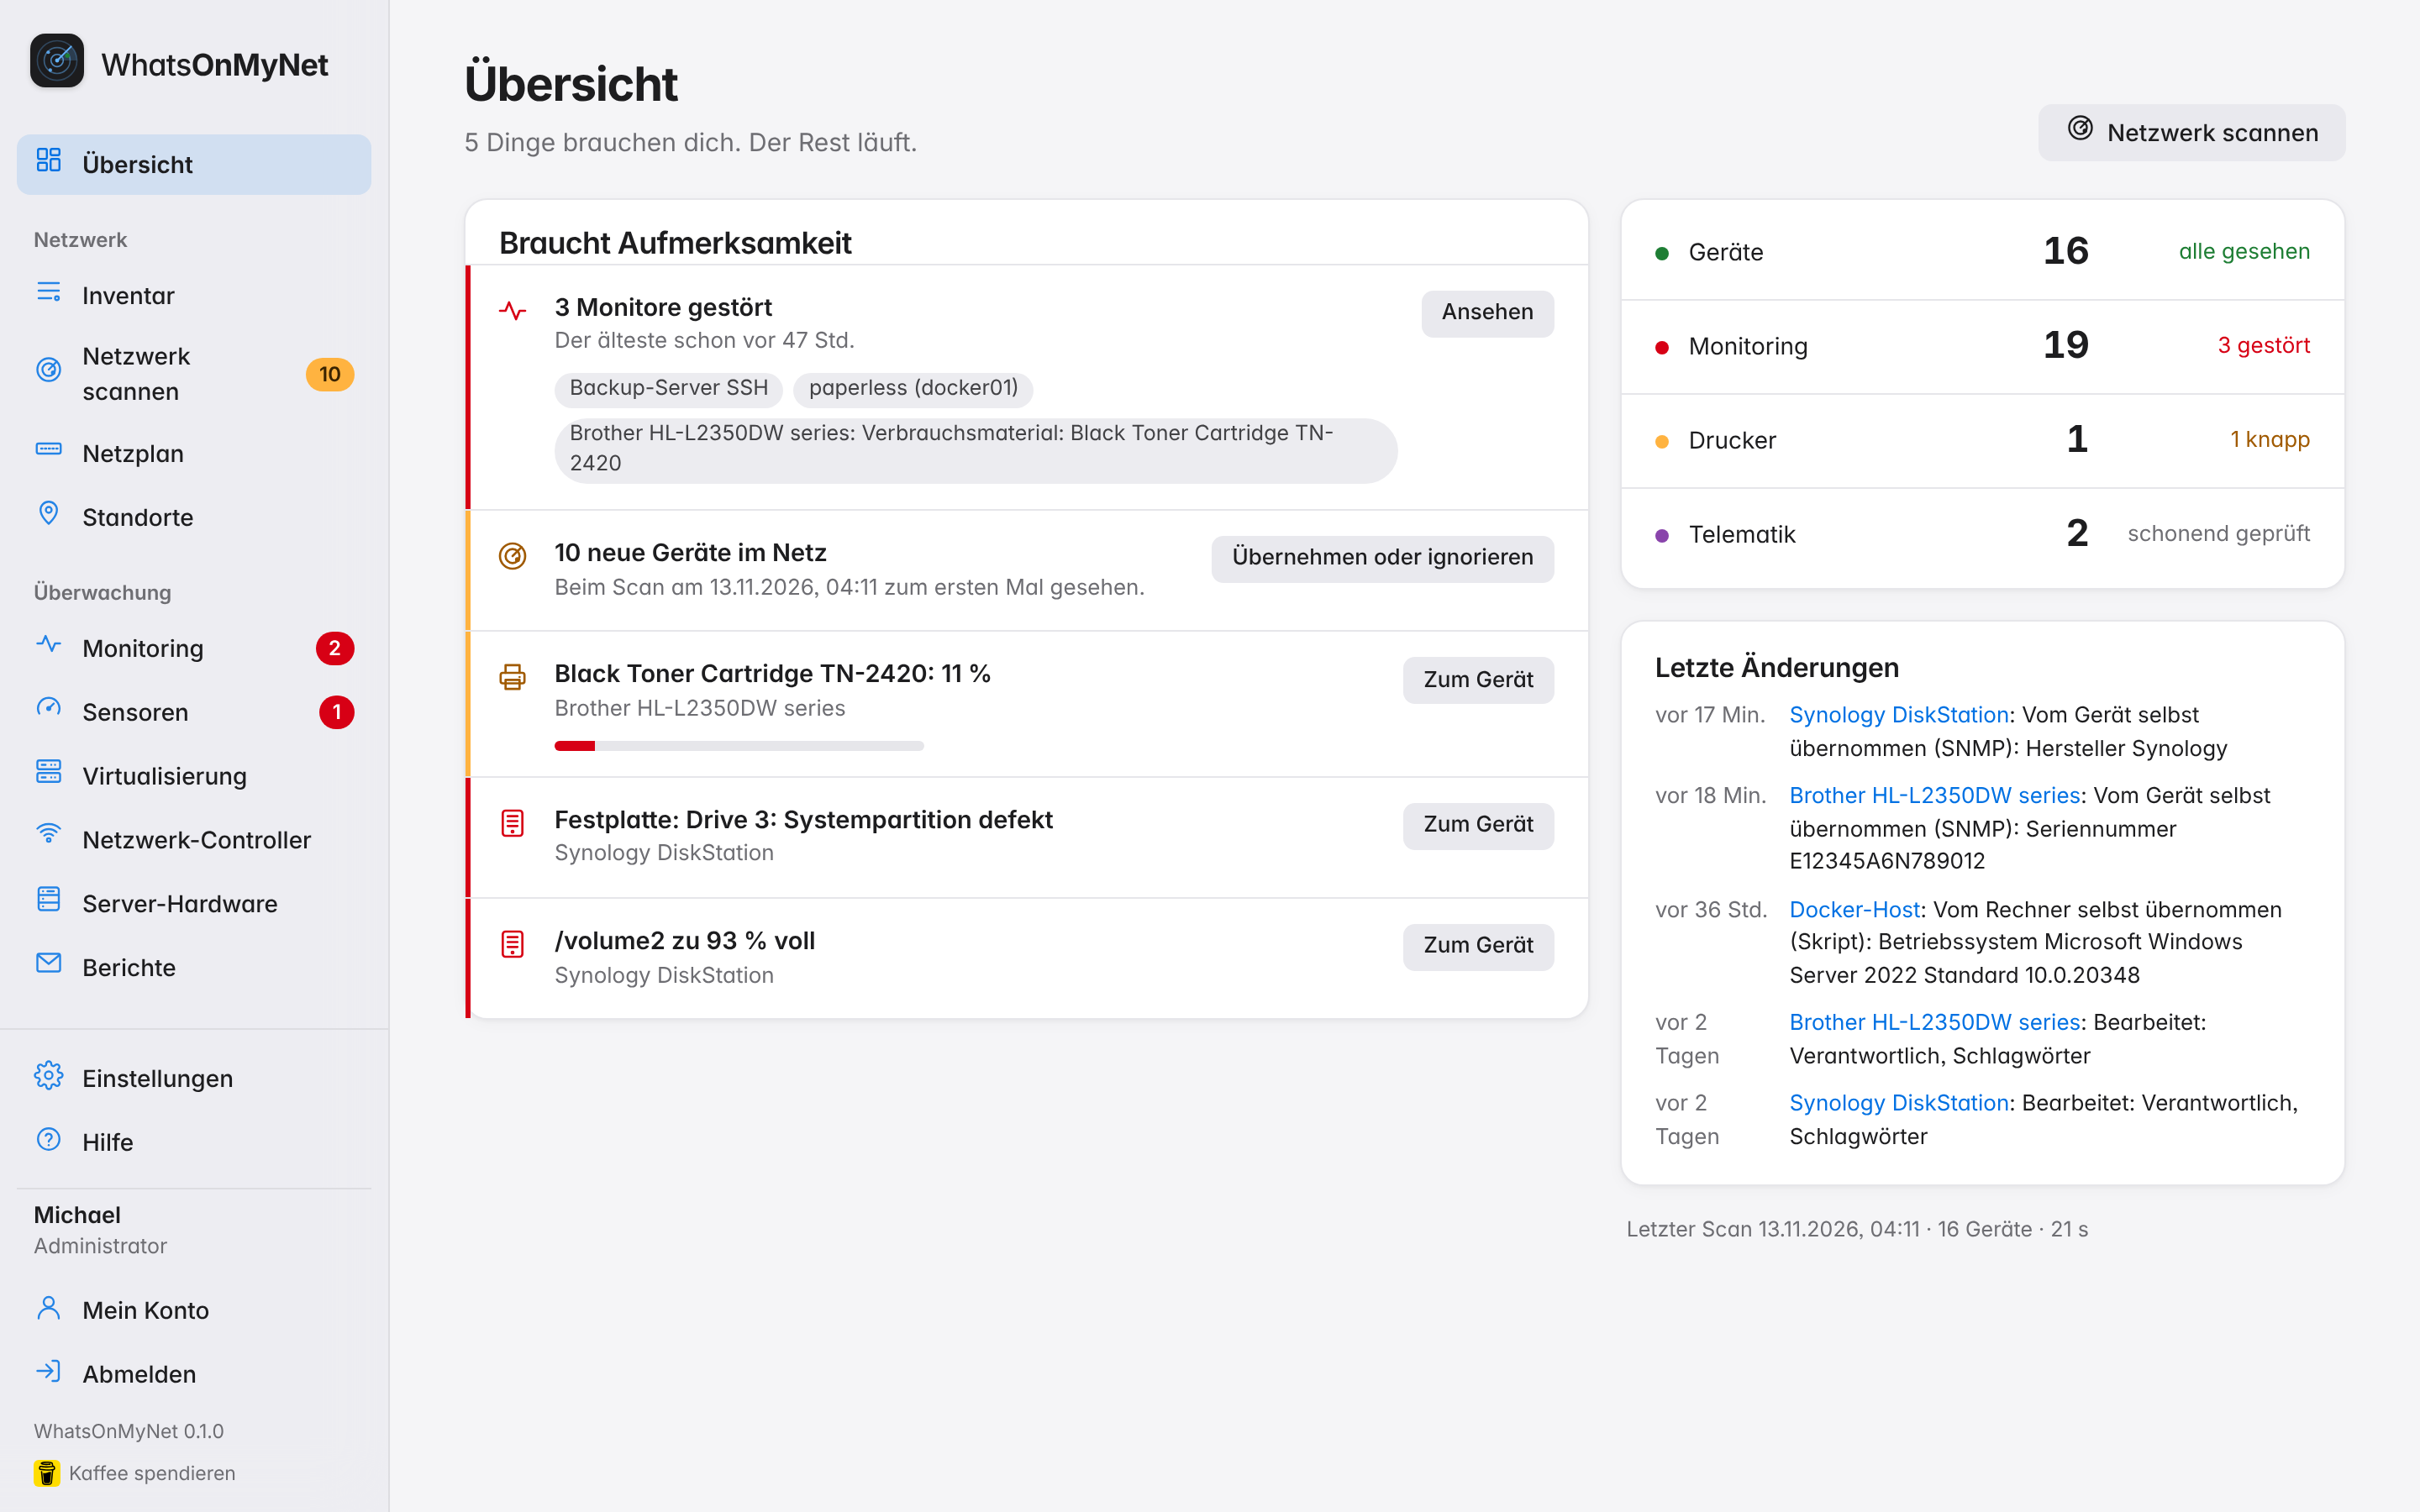 WhatsOnMyNet
Übersicht
Netzwerk
Inventar
Netzwerk
scannen
10
Netzplan
Standorte
Überwachung
Monitoring
2
Sensoren
1
Virtualisierung
Netzwerk-Controller
Server-Hardware
Berichte
Einstellungen
Hilfe
Michael
Administrator
Mein Konto
Abmelden
WhatsOnMyNet 0.1.0
Kaffee spendieren
Übersicht
5 Dinge brauchen dich. Der Rest läuft.
Netzwerk scannen
Braucht Aufmerksamkeit
3 Monitore gestört
Der älteste schon vor 47 Std.
Ansehen
Backup-Server SSH
paperless (docker01)
Brother HL-L2350DW series: Verbrauchsmaterial: Black Toner Cartridge TN-
2420
10 neue Geräte im Netz
Beim Scan am 13.11.2026, 04:11 zum ersten Mal gesehen.
Übernehmen oder ignorieren
Black Toner Cartridge TN-2420: 11 %
Brother HL-L2350DW series
Zum Gerät
Festplatte: Drive 3: Systempartition defekt
Synology DiskStation
Zum Gerät
/volume2 zu 93 % voll
Synology DiskStation
Zum Gerät
Geräte 16 alle gesehen
Monitoring 19 3 gestört
Drucker 1 1 knapp
Telematik 2 schonend geprüft
Letzte Änderungen
vor 17 Min. Synology DiskStation: Vom Gerät selbst
übernommen (SNMP): Hersteller Synology
vor 18 Min. Brother HL-L2350DW series: Vom Gerät selbst
übernommen (SNMP): Seriennummer
E12345A6N789012
vor 36 Std. Docker-Host: Vom Rechner selbst übernommen
(Skript): Betriebssystem Microsoft Windows
Server 2022 Standard 10.0.20348
vor 2 Brother HL-L2350DW series: Bearbeitet:
Tagen Verantwortlich, Schlagwörter
vor 2 Synology DiskStation: Bearbeitet: Verantwortlich,
Tagen Schlagwörter
Letzter Scan 13.11.2026, 04:11 · 16 Geräte · 21 s